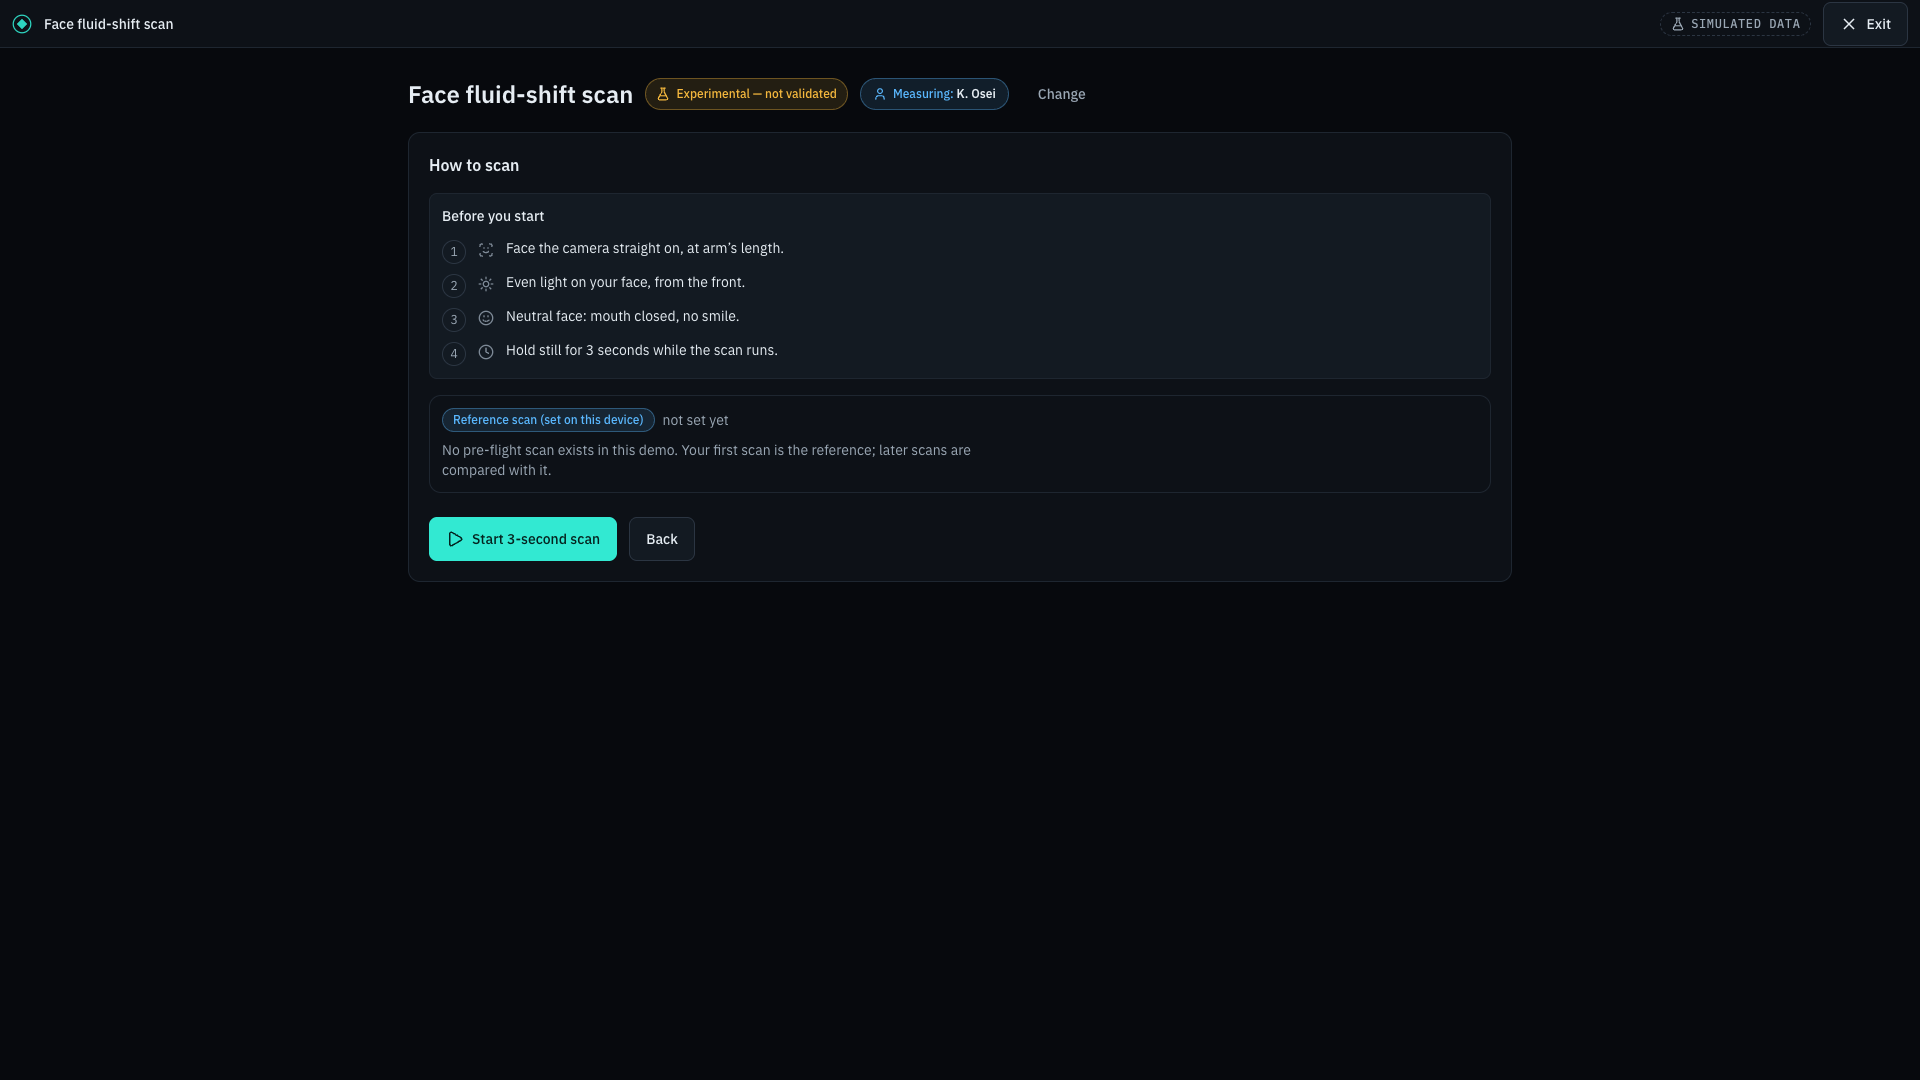 Face fluid-shift scan
SIMULATED DATA
Exit
Face fluid-shift scan
Experimental — not validated
Measuring: K. Osei
Change
How to scan
Before you start
1 Face the camera straight on, at arm’s length.
2 Even light on your face, from the front.
3 Neutral face: mouth closed, no smile.
4 Hold still for 3 seconds while the scan runs.
Reference scan (set on this device) not set yet
No pre-flight scan exists in this demo. Your first scan is the reference; later scans are
compared with it.
Start 3-second scan
Back